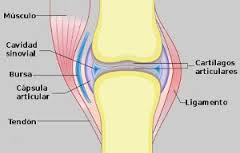 Músculo
Cavidad
sinovial
Bursa
Cápsula
articular
Tendón
Cartílagos
articulares
Ligamento